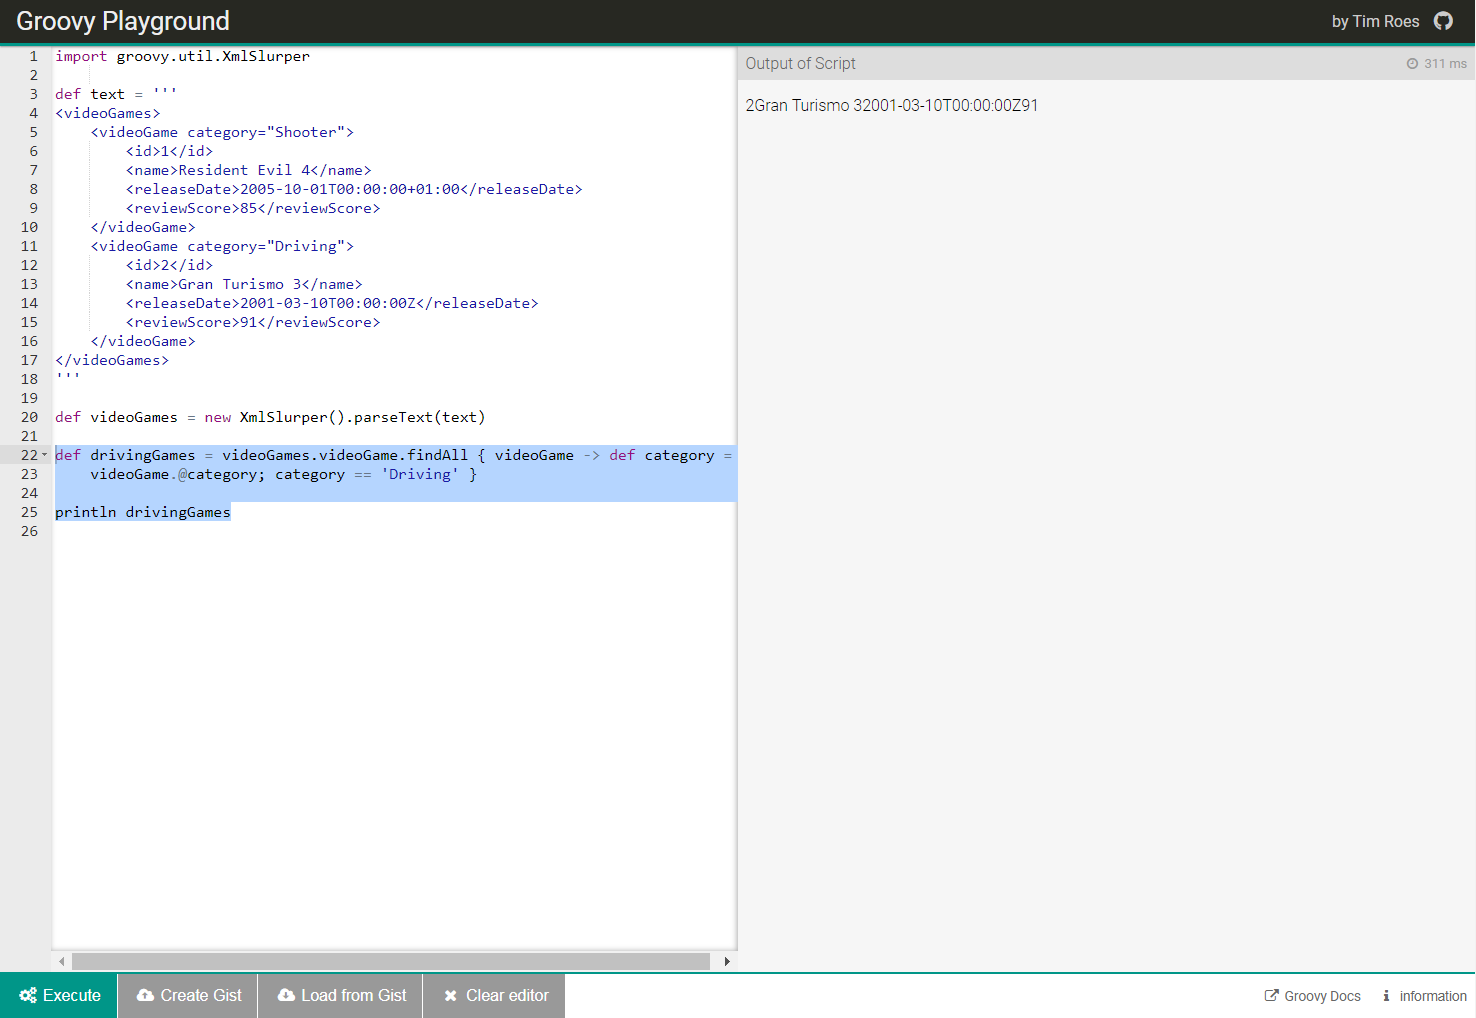 Groovy Playground
by Tim Roes
1 import groovy.util.XmlSlurper
2
3 def text = '''
4 <videoGames>
5     <videoGame category="Shooter">
6         <id>1</id>
7         <name>Resident Evil 4</name>
8         <releaseDate>2005-10-01T00:00:00+01:00</releaseDate>
9         <reviewScore>85</reviewScore>
10     </videoGame>
11     <videoGame category="Driving">
12         <id>2</id>
13         <name>Gran Turismo 3</name>
14         <releaseDate>2001-03-10T00:00:00Z</releaseDate>
15         <reviewScore>91</reviewScore>
16     </videoGame>
17 </videoGames>
18 '''
19
20 def videoGames = new XmlSlurper().parseText(text)
21
22 def drivingGames = videoGames.videoGame.findAll { videoGame -> def category =
23     videoGame.@category; category == 'Driving' }
24
25 println drivingGames
26
Output of Script
311 ms
2Gran Turismo 32001-03-10T00:00:00Z91
Execute
Create Gist
Load from Gist
Clear editor
Groovy Docs
information